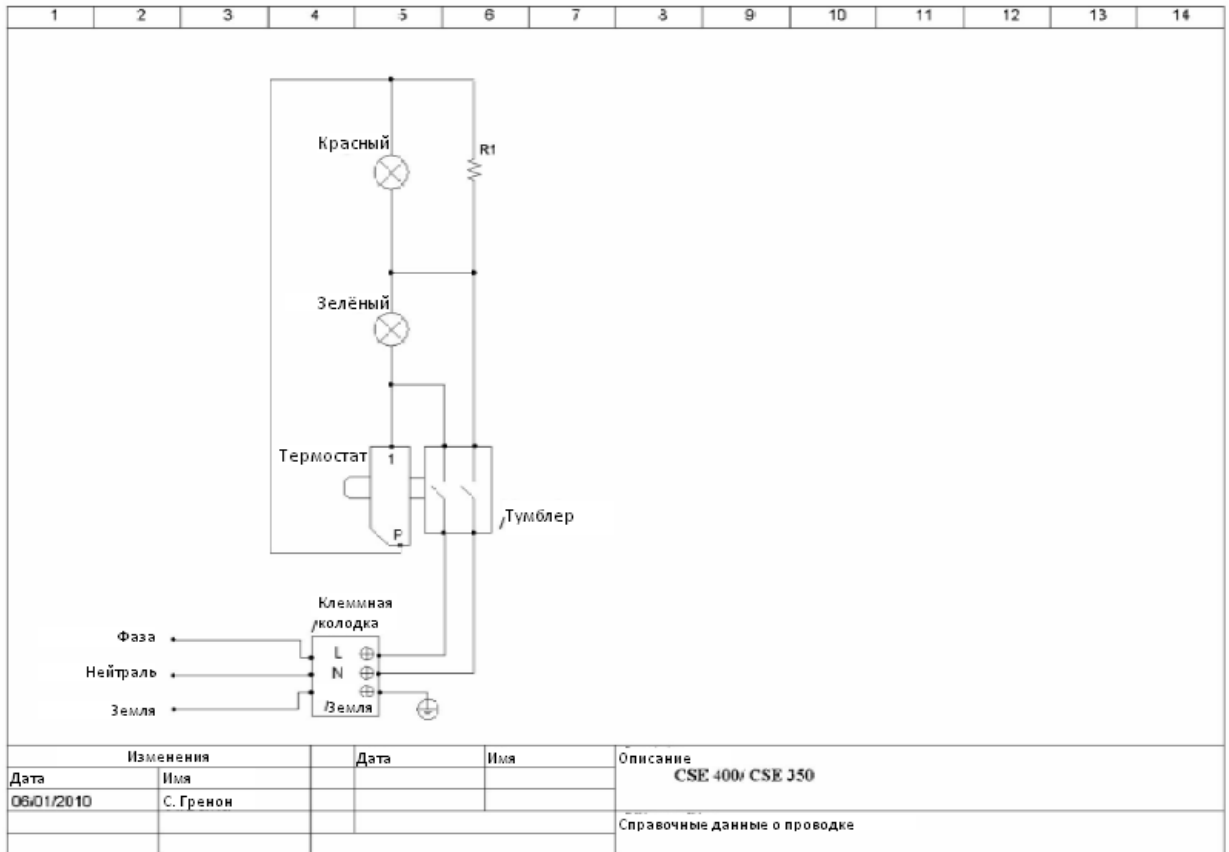 1 2 3 4 5 6 7 8 9 10 11 12 13 14
Красный
R1
Зелёный
Термостат
1
P
/Тумблер
Клеммная
/колодка
Фаза
L
Нейтраль
N
Земля
/Земля
Изменения
Дата
Имя
Описание
Дата
Имя
CSE 400/ CSE 350
06/01/2010
С. Гренон
Справочные данные о проводке